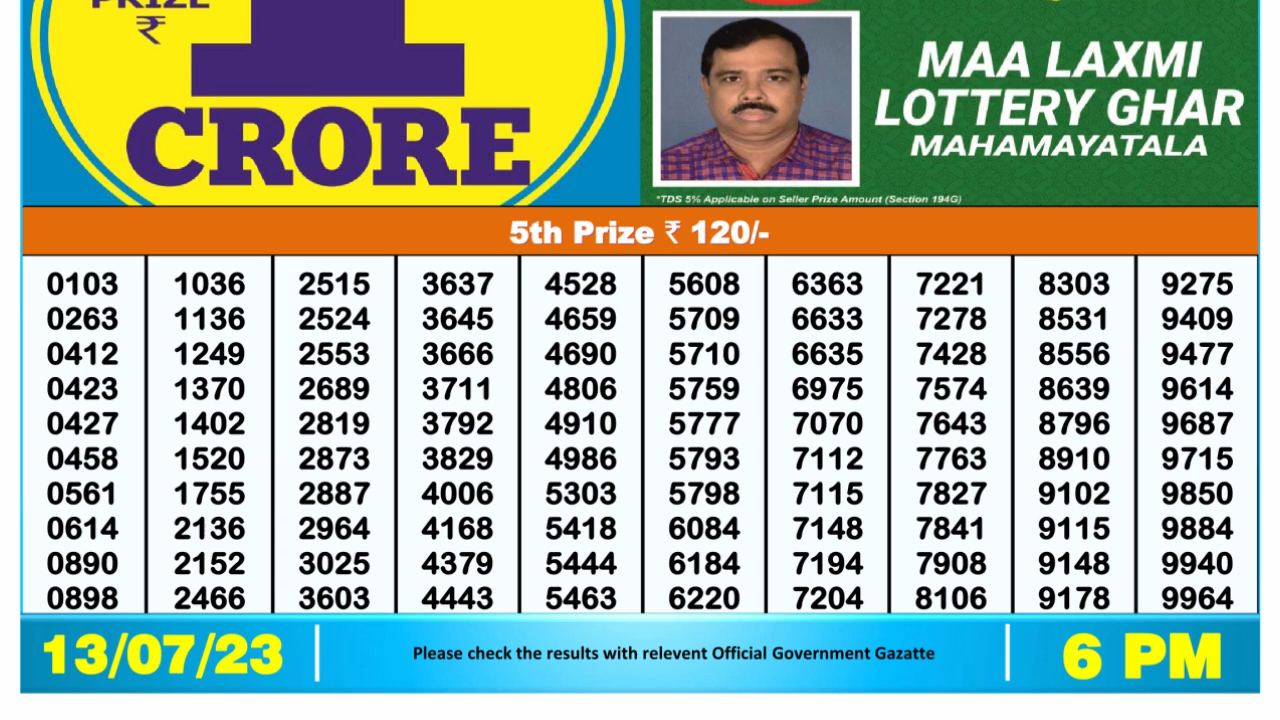 PRIZE
₹
1
CRORE
MAA LAXMI
LOTTERY GHAR
MAHAMAYATALA
*TDS 5% Applicable on Seller Prize Amount (Section 194G)
5th Prize ₹ 120/-
0103 1036 2515 3637 4528 5608 6363 7221 8303 9275
0263 1136 2524 3645 4659 5709 6633 7278 8531 9409
0412 1249 2553 3666 4690 5710 6635 7428 8556 9477
0423 1370 2689 3711 4806 5759 6975 7574 8639 9614
0427 1402 2819 3792 4910 5777 7070 7643 8796 9687
0458 1520 2873 3829 4986 5793 7112 7763 8910 9715
0561 1755 2887 4006 5303 5798 7115 7827 9102 9850
0614 2136 2964 4168 5418 6084 7148 7841 9115 9884
0890 2152 3025 4379 5444 6184 7194 7908 9148 9940
0898 2466 3603 4443 5463 6220 7204 8106 9178 9964
13/07/23
Please check the results with relevent Official Government Gazatte
6 PM